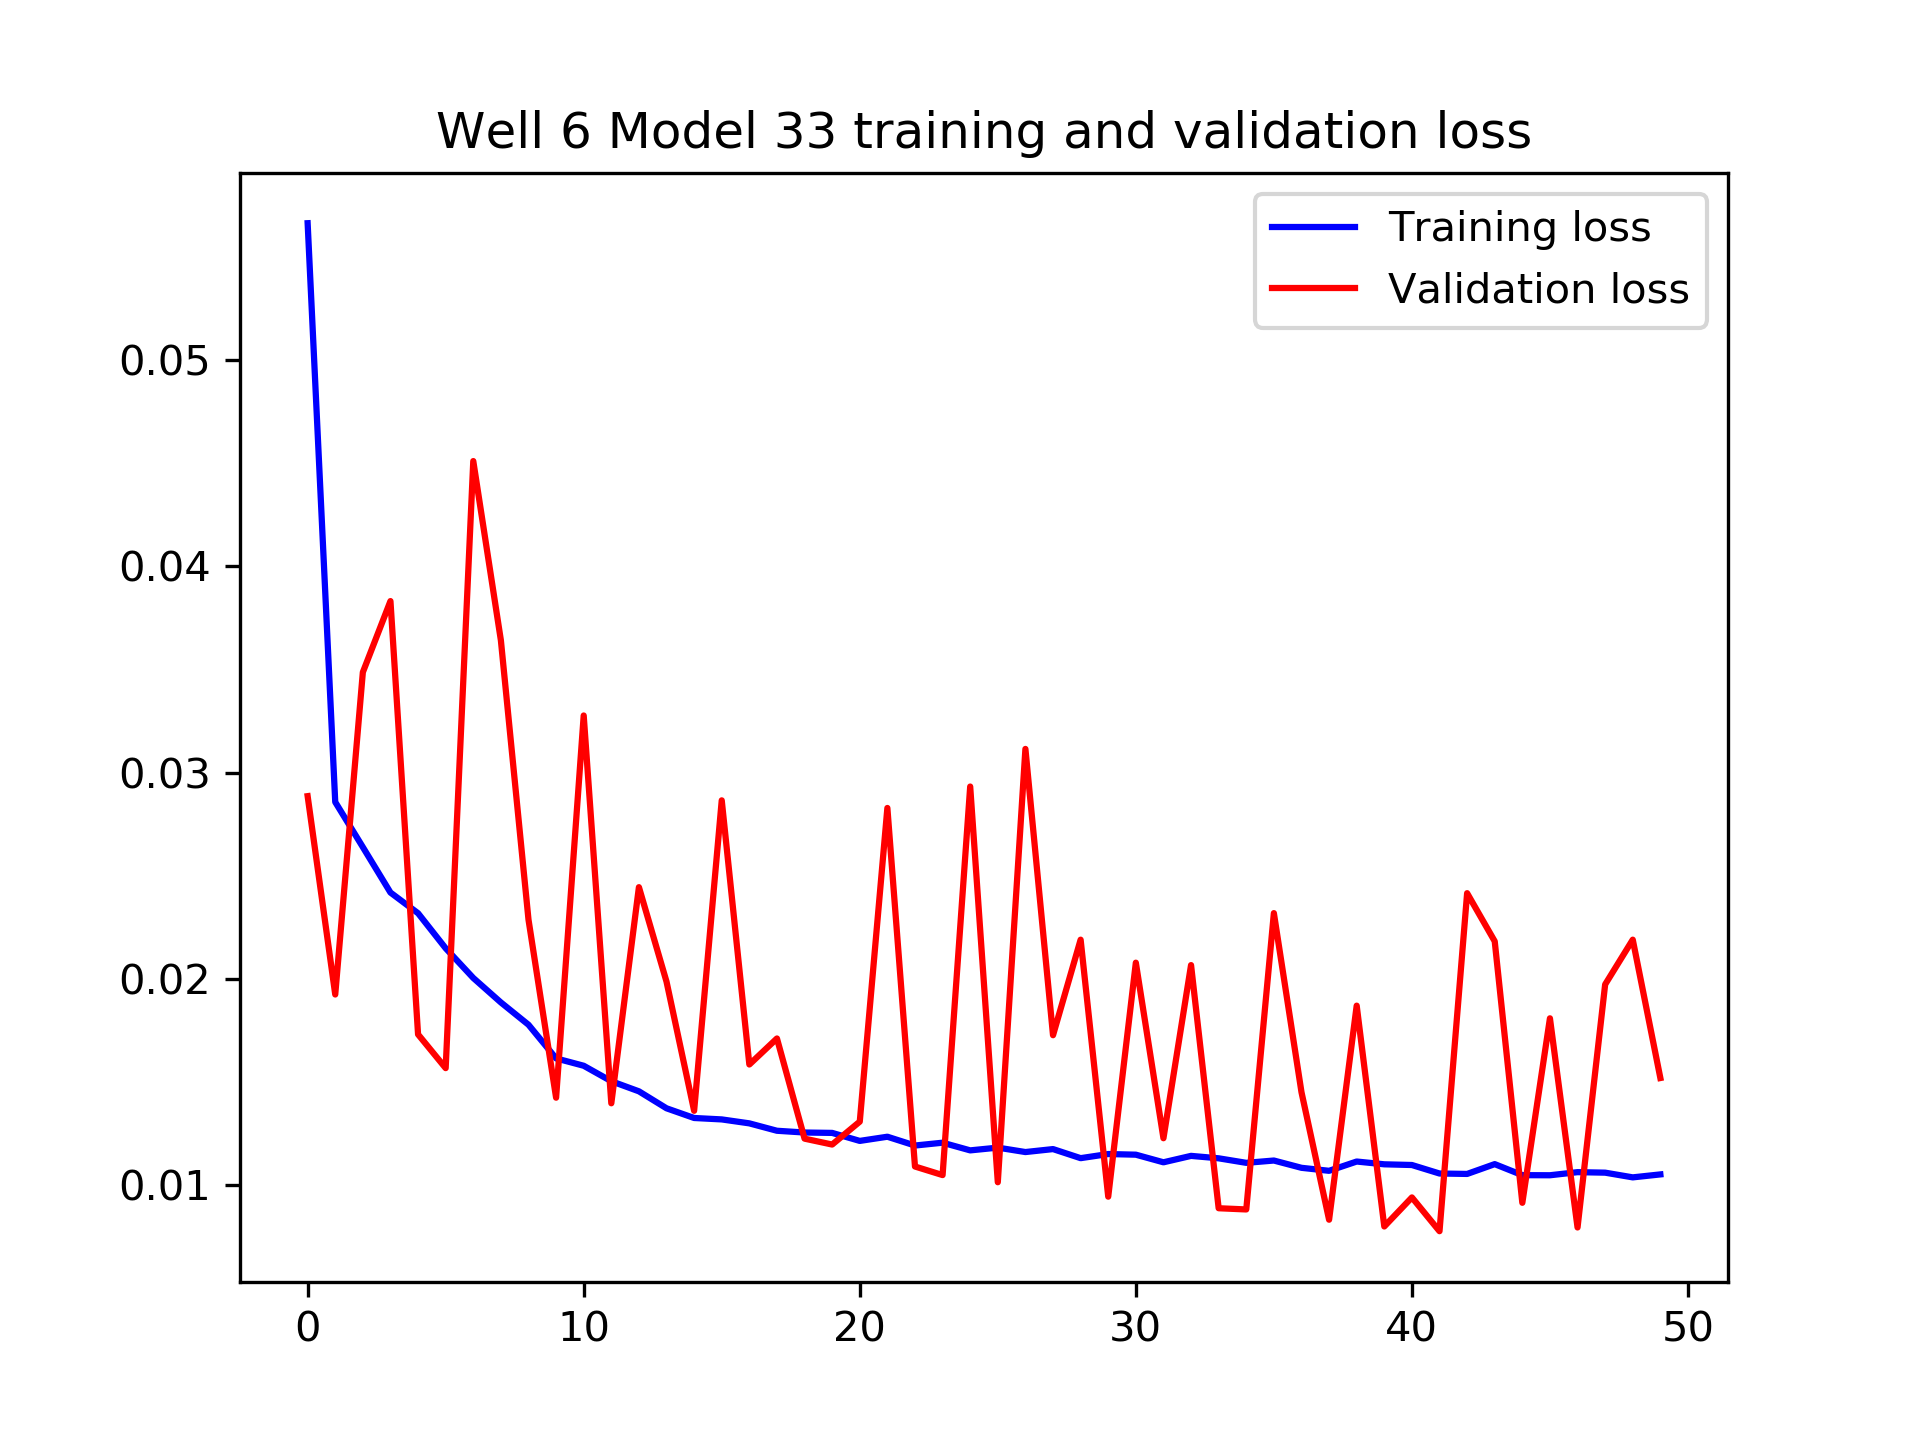 Well 6 Model 33 training and validation loss
Training loss
Validation loss
0.05
0.04
0.03
0.02
0.01
0 10 20 30 40 50